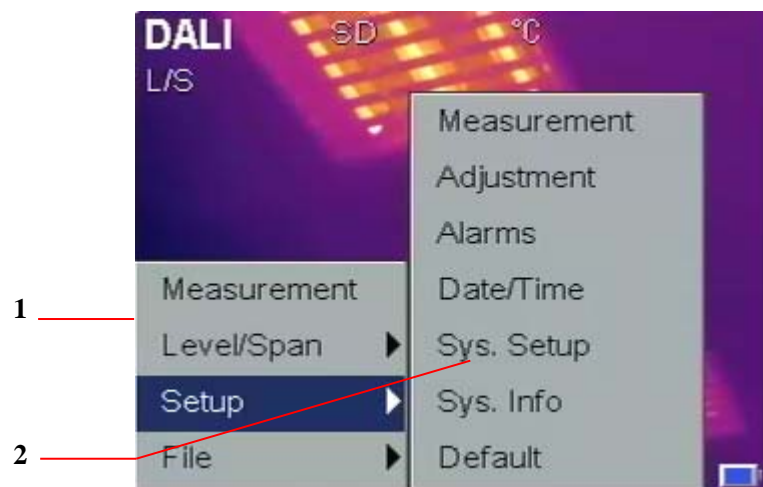 DALI SD °C
L/S
Measurement
Adjustment
Alarms
Date/Time
Sys. Setup
Sys. Info
Default
Measurement
Level/Span
Setup
File
1
2